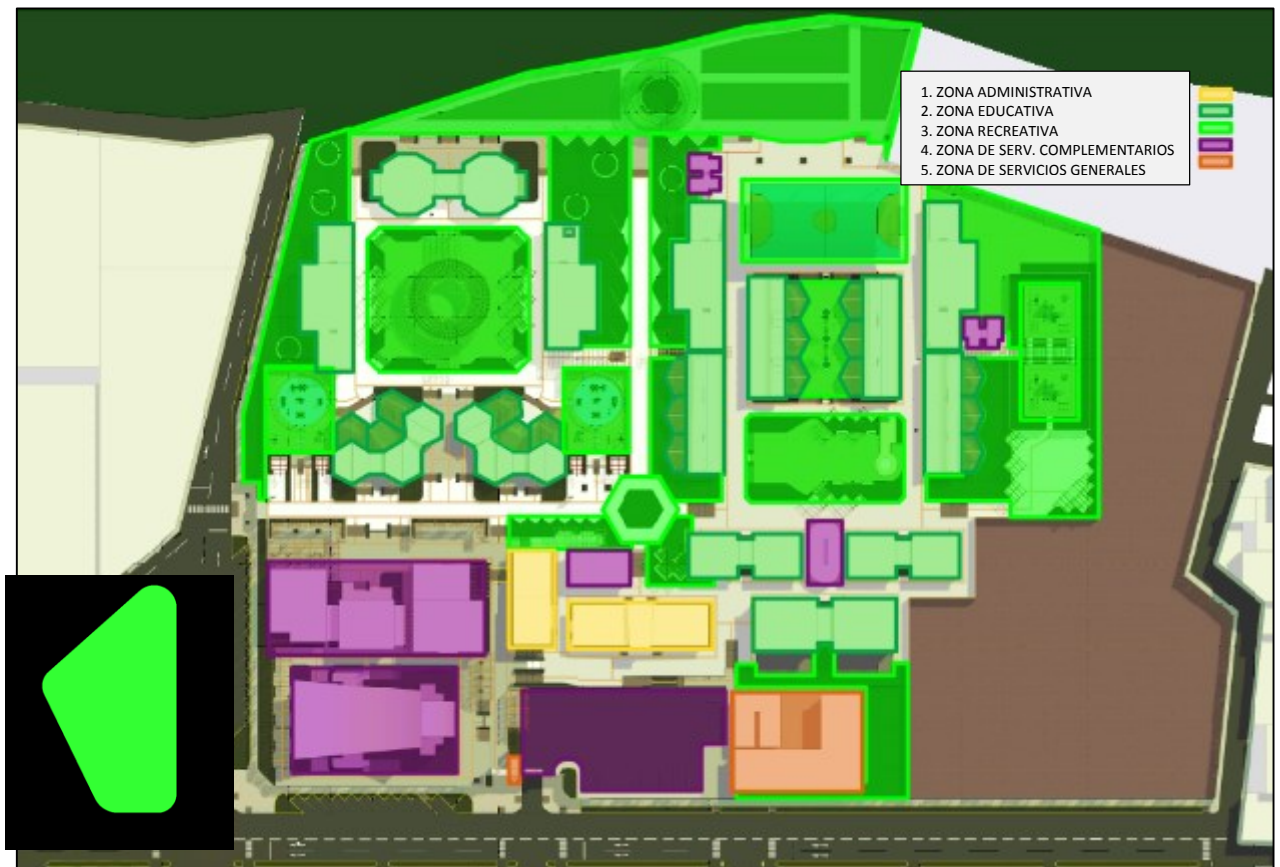 1. ZONA ADMINISTRATIVA
2. ZONA EDUCATIVA
3. ZONA RECREATIVA
4. ZONA DE SERV. COMPLEMENTARIOS
5. ZONA DE SERVICIOS GENERALES